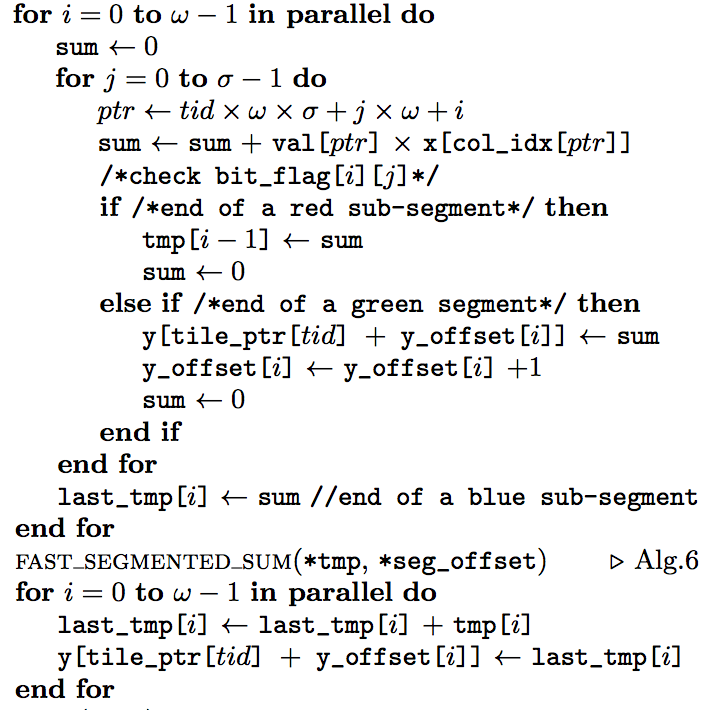 for i = 0 to ω − 1 in parallel do
sum ← 0
for j = 0 to σ − 1 do
ptr ← tid × ω × σ + j × ω + i
sum ← sum + val[ptr] × x[col_idx[ptr]]
/*check bit_flag[i][j]*/
if /*end of a red sub-segment*/ then
tmp[i − 1] ← sum
sum ← 0
else if /*end of a green segment*/ then
y[tile_ptr[tid] + y_offset[i]] ← sum
y_offset[i] ← y_offset[i] +1
sum ← 0
end if
end for
last_tmp[i] ← sum //end of a blue sub-segment
end for
FAST_SEGMENTED_SUM(*tmp, *seg_offset) ▷ Alg.6
for i = 0 to ω − 1 in parallel do
last_tmp[i] ← last_tmp[i] + tmp[i]
y[tile_ptr[tid] + y_offset[i]] ← last_tmp[i]
end for